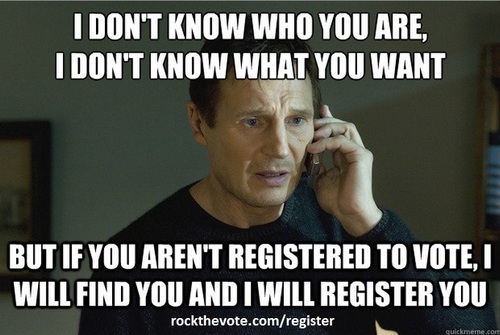 I DON'T KNOW WHO YOU ARE,
I DON'T KNOW WHAT YOU WANT
BUT IF YOU AREN'T REGISTERED TO VOTE, I
WILL FIND YOU AND I WILL REGISTER YOU
rockthevote.com/register
quickmeme.com